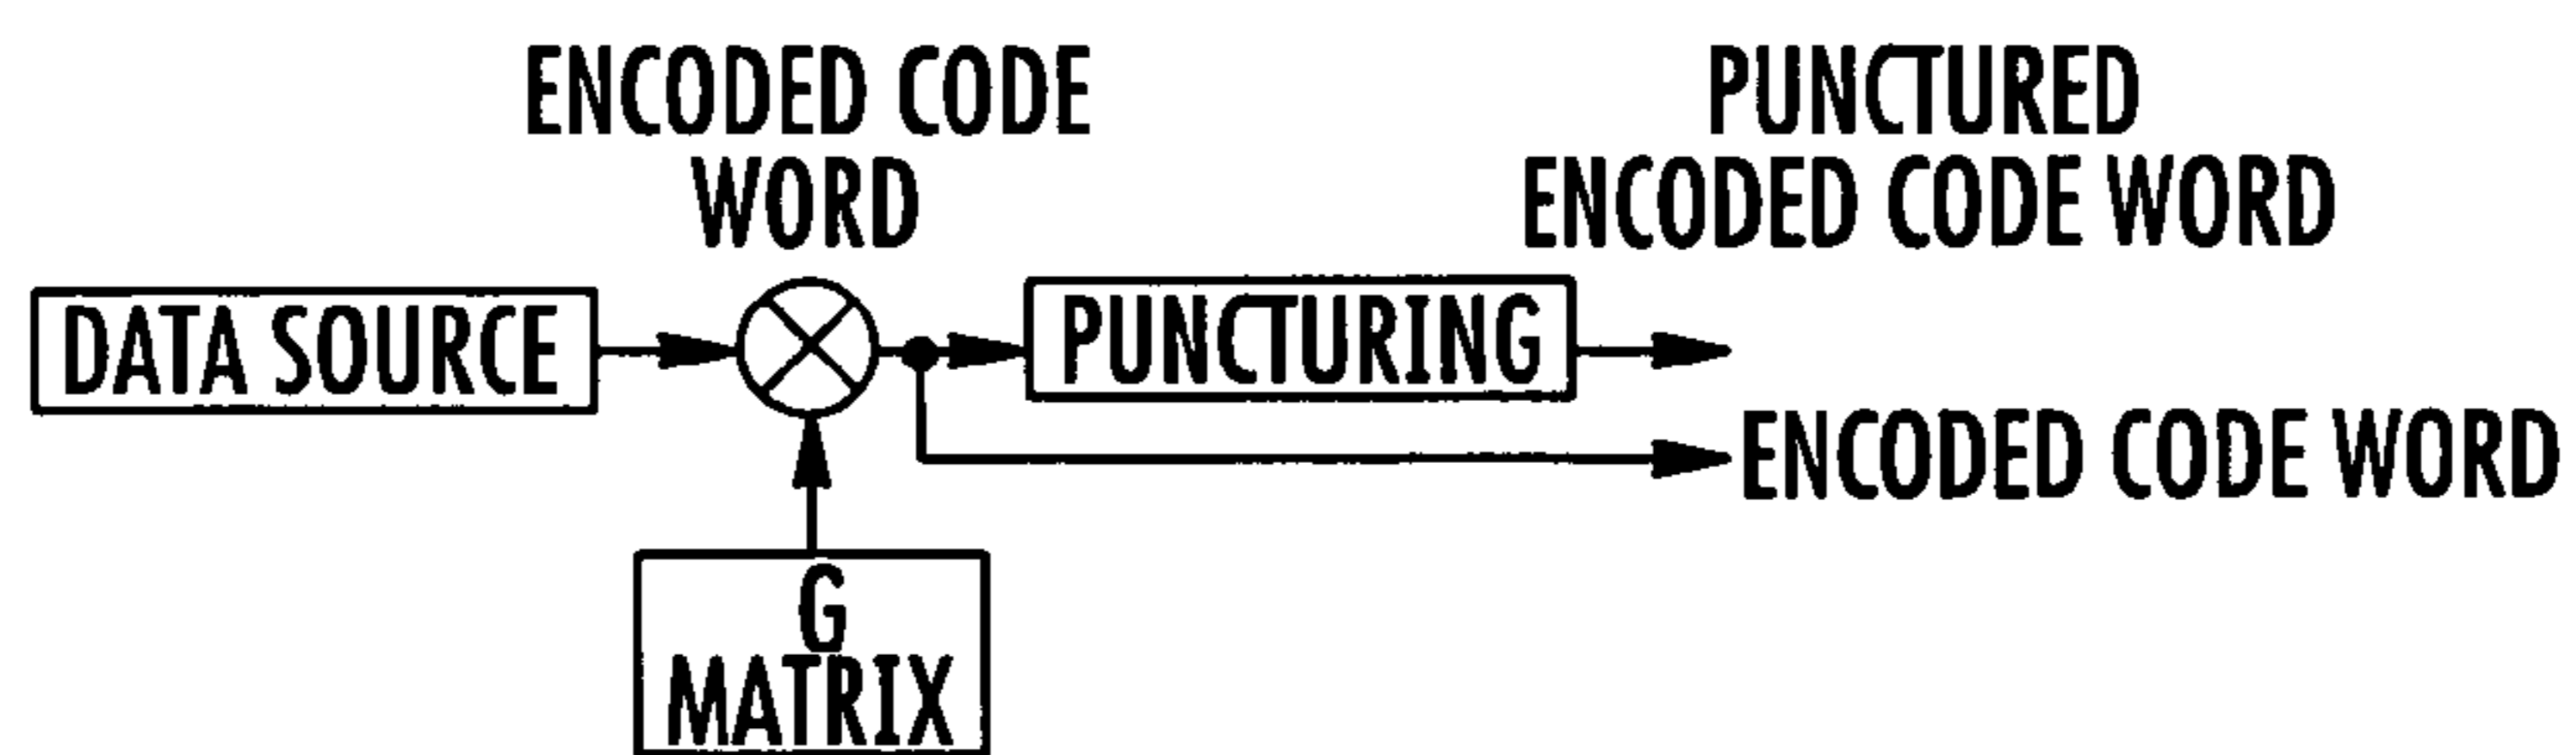 ENCODED CODE
WORD
PUNCTURED
ENCODED CODE WORD
DATA SOURCE
PUNCTURING
ENCODED CODE WORD
G
MATRIX